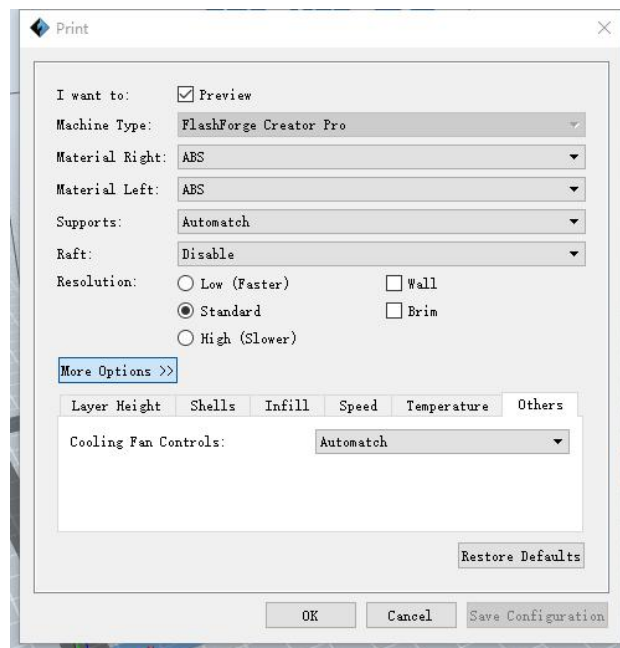 Print
I want to: Preview
Machine Type: FlashForge Creator Pro
Material Right: ABS
Material Left: ABS
Supports: Automatch
Raft: Disable
Resolution: Low (Faster) Wall
Standard Brim
High (Slower)
More Options >>
Layer Height Shells Infill Speed Temperature Others
Cooling Fan Controls: Automatch
Restore Defaults
OK Cancel Save Configuration